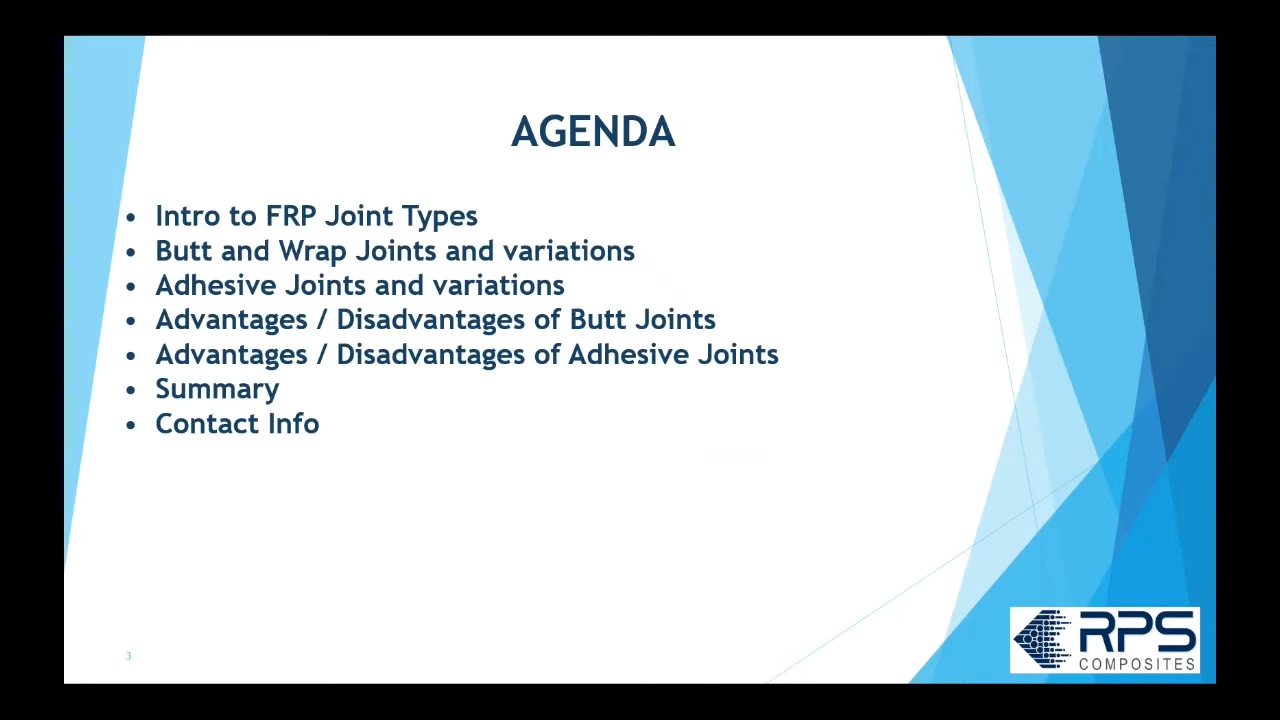 AGENDA
• Intro to FRP Joint Types
• Butt and Wrap Joints and variations
• Adhesive Joints and variations
• Advantages / Disadvantages of Butt Joints
• Advantages / Disadvantages of Adhesive Joints
• Summary
• Contact Info
3
RPS
COMPOSITES